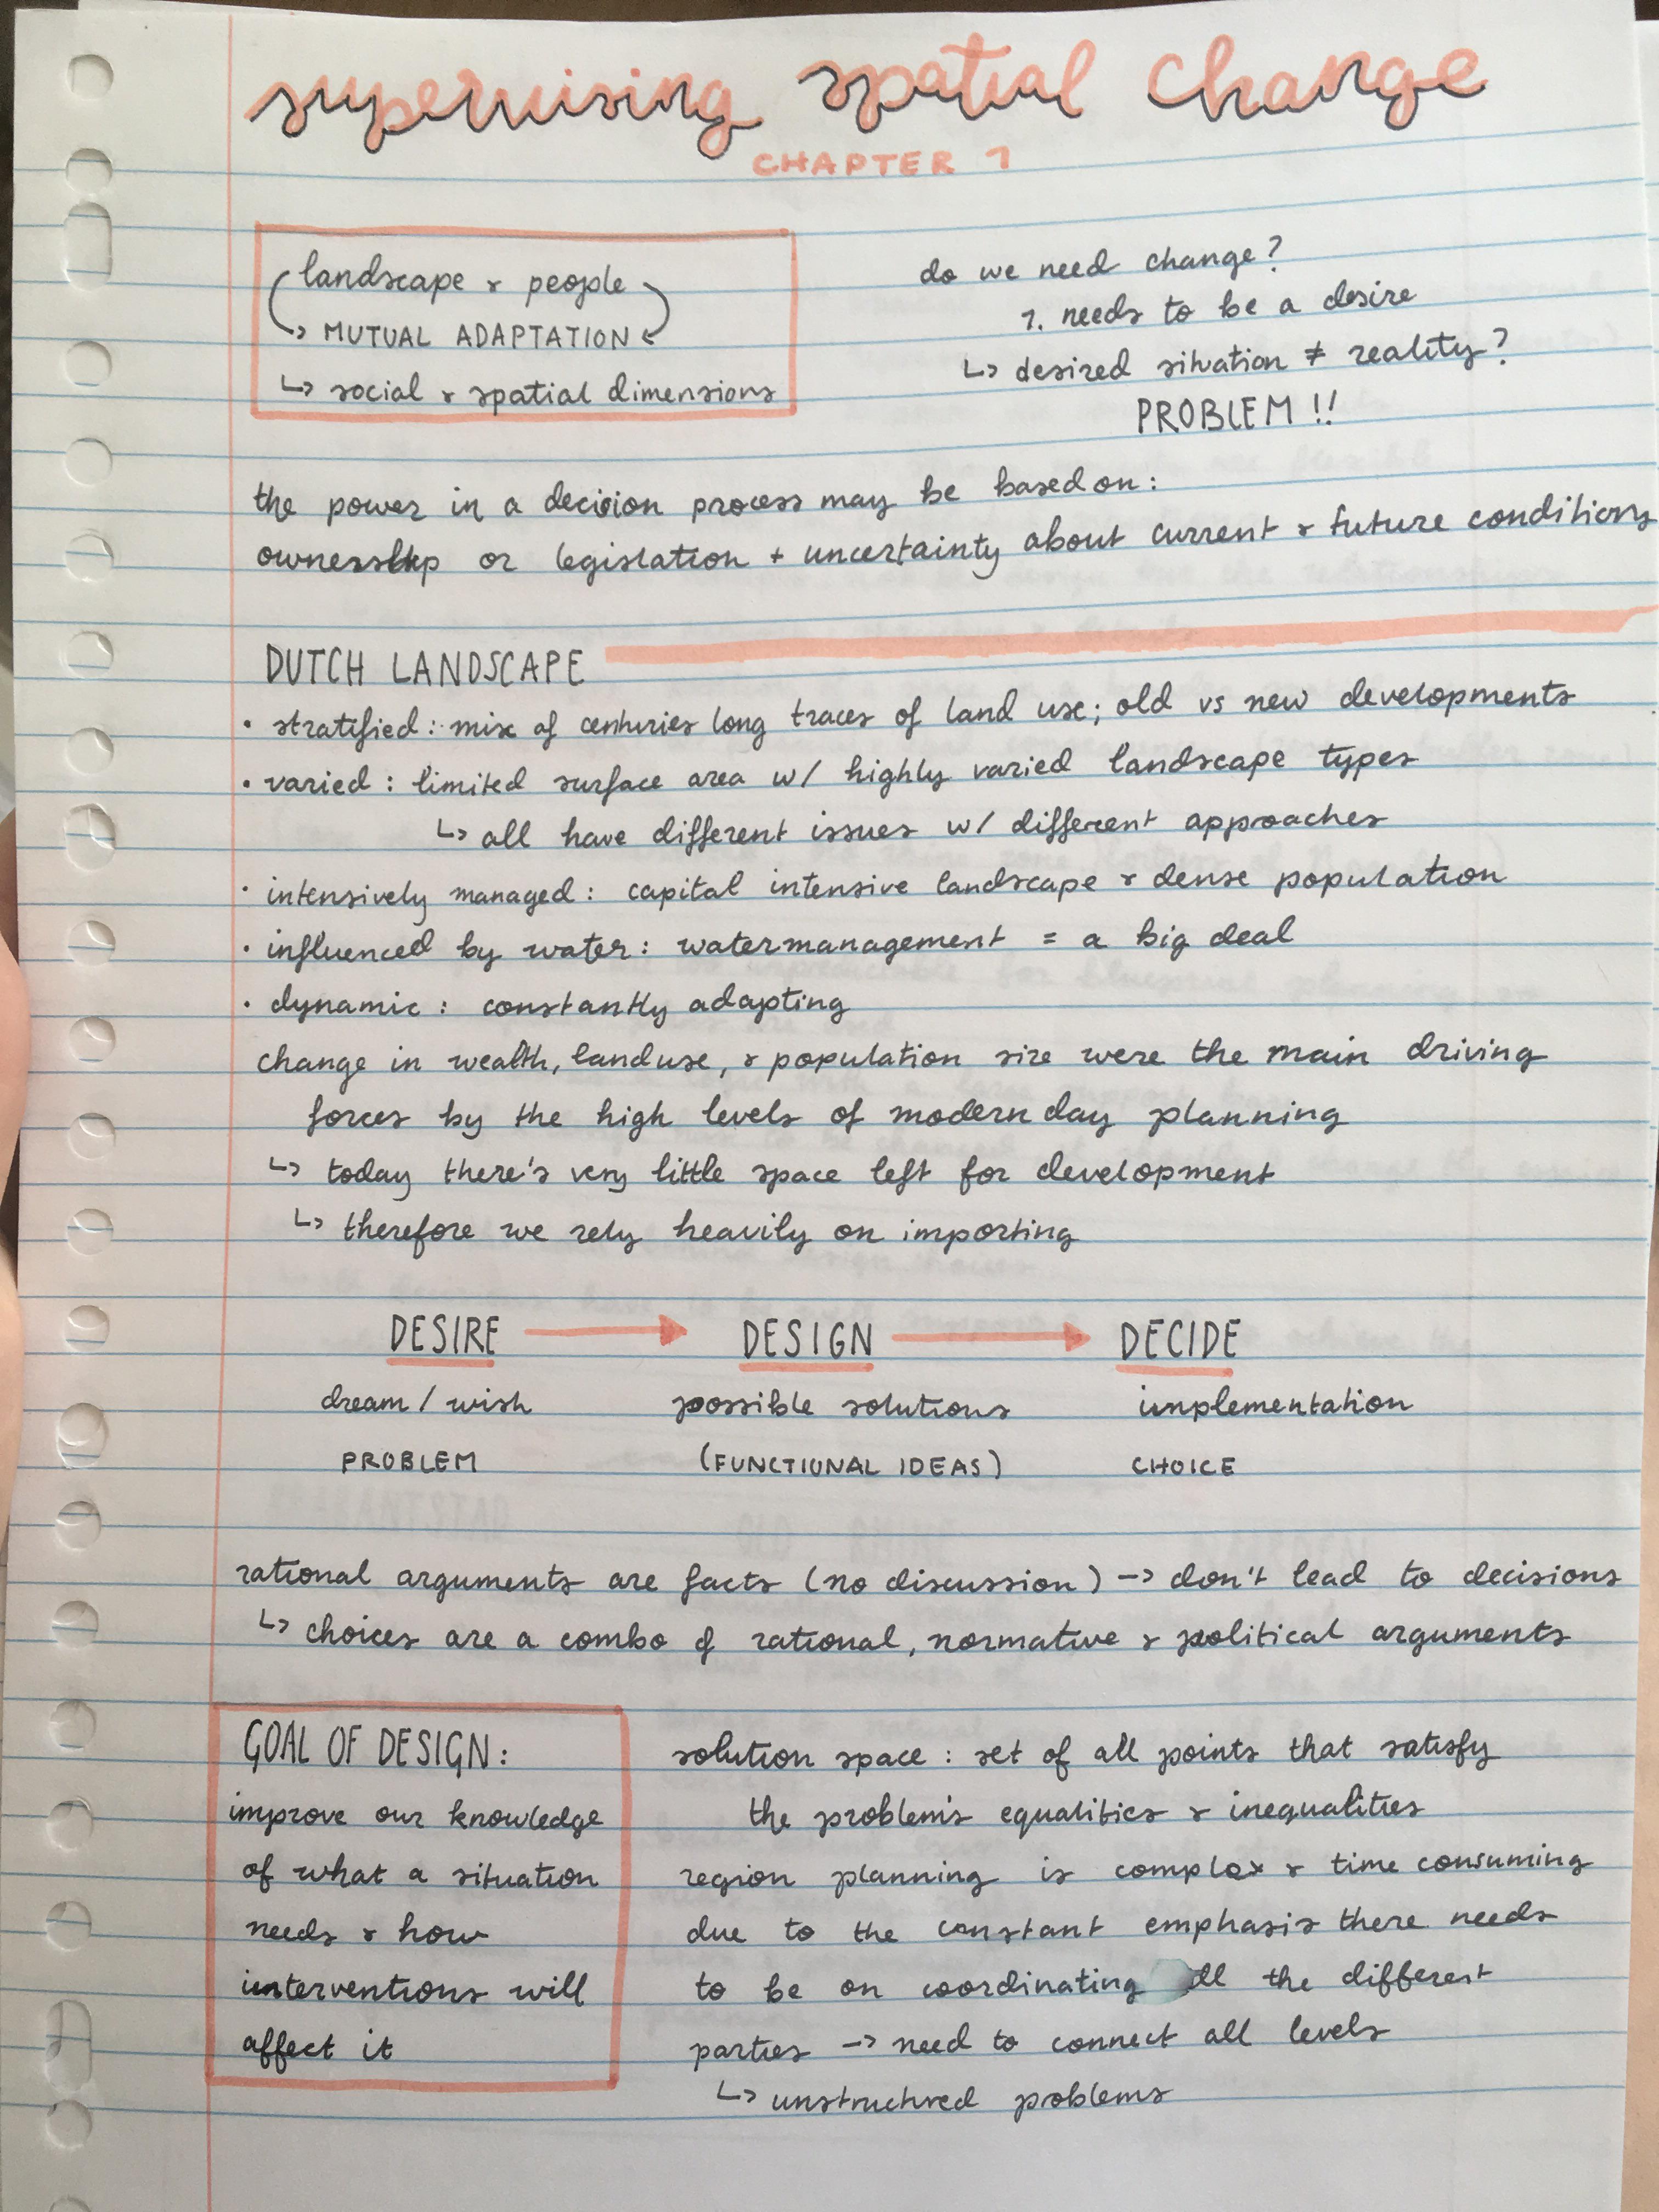 supervising spatial change
CHAPTER 1
landscape & people
↳ MUTUAL ADAPTATION
↳ social & spatial dimensions
do we need change?
1. needs to be a desire
↳ desired situation ≠ reality?
PROBLEM!!
the power in a decision process may be based on:
ownership or legislation + uncertainty about current & future conditions
DUTCH LANDSCAPE
• stratified: mix of centuries long traces of land use; old vs new developments
• varied: limited surface area w/ highly varied landscape types
↳ all have different issues w/ different approaches
• intensively managed: capital intensive landscape & dense population
• influenced by water: watermanagement = a big deal
• dynamic: constantly adapting
change in wealth, landuse, & population size were the main driving
forces by the high levels of modern day planning
↳ today there's very little space left for development
↳ therefore we rely heavily on importing
DESIRE → DESIGN → DECIDE
dream/wish possible solutions implementation
PROBLEM (FUNCTIONAL IDEAS) CHOICE
rational arguments are facts (no discussion) → don't lead to decisions
↳ choices are a combo of rational, normative & political arguments
GOAL OF DESIGN:
improve our knowledge
of what a situation
needs & how
interventions will
affect it
solution space: set of all points that satisfy
the problem's equalities & inequalities
region planning is complex & time consuming
due to the constant emphasis there needs
to be on coordinating all the different
parties → need to connect all levels
↳ unstructured problems